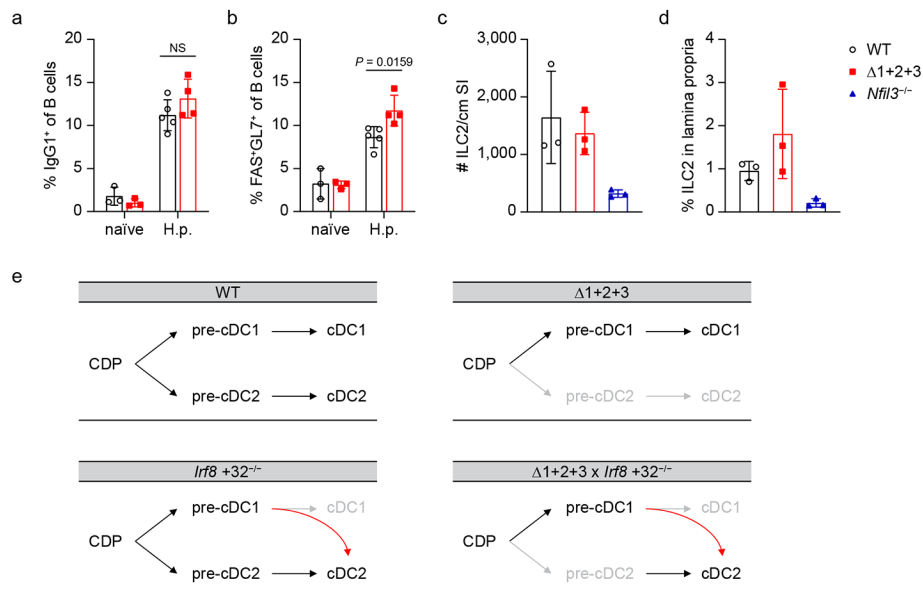 a
20
15
10
5
0
% IgG1⁺ of B cells
NS
naïve
H.p.
b
20
15
10
5
0
% FAS⁺GL7⁺ of B cells
P = 0.0159
naïve
H.p.
c
3,000
2,000
1,000
0
# ILC2/cm SI
d
4
3
2
1
0
% ILC2 in lamina propria
WT
Δ1+2+3
Nfil3⁻/⁻
e
WT
CDP
pre-cDC1
cDC1
pre-cDC2
cDC2
Δ1+2+3
CDP
pre-cDC1
cDC1
pre-cDC2
cDC2
Irf8 +32⁻/⁻
CDP
pre-cDC1
cDC1
pre-cDC2
cDC2
Δ1+2+3 x Irf8 +32⁻/⁻
CDP
pre-cDC1
cDC1
pre-cDC2
cDC2